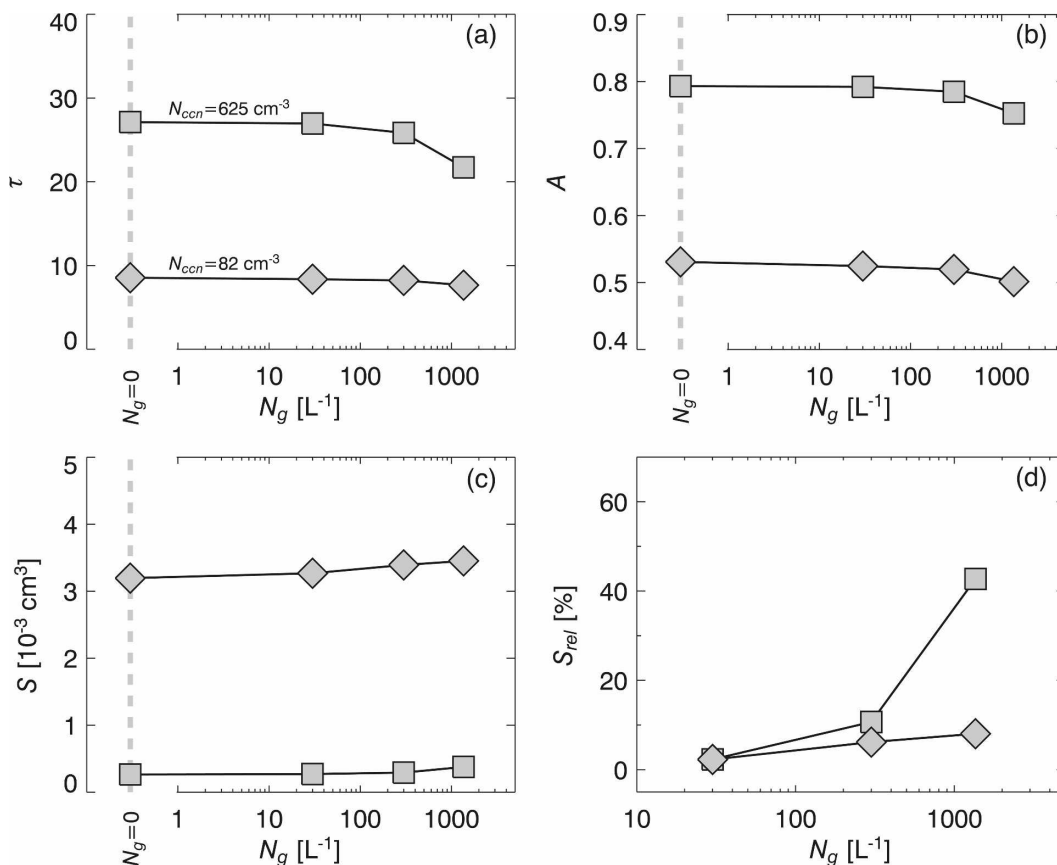 (a)
40
30
20
10
0
τ
N_ccn=625 cm⁻³
N_ccn=82 cm⁻³
N_g=0
1 10 100 1000
N_g [L⁻¹]
(b)
0.9
0.8
0.7
0.6
0.5
0.4
A
N_g=0
1 10 100 1000
N_g [L⁻¹]
(c)
5
4
3
2
1
0
S [10⁻³ cm³]
N_g=0
1 10 100 1000
N_g [L⁻¹]
(d)
60
40
20
0
S_rel [%]
10 100 1000
N_g [L⁻¹]